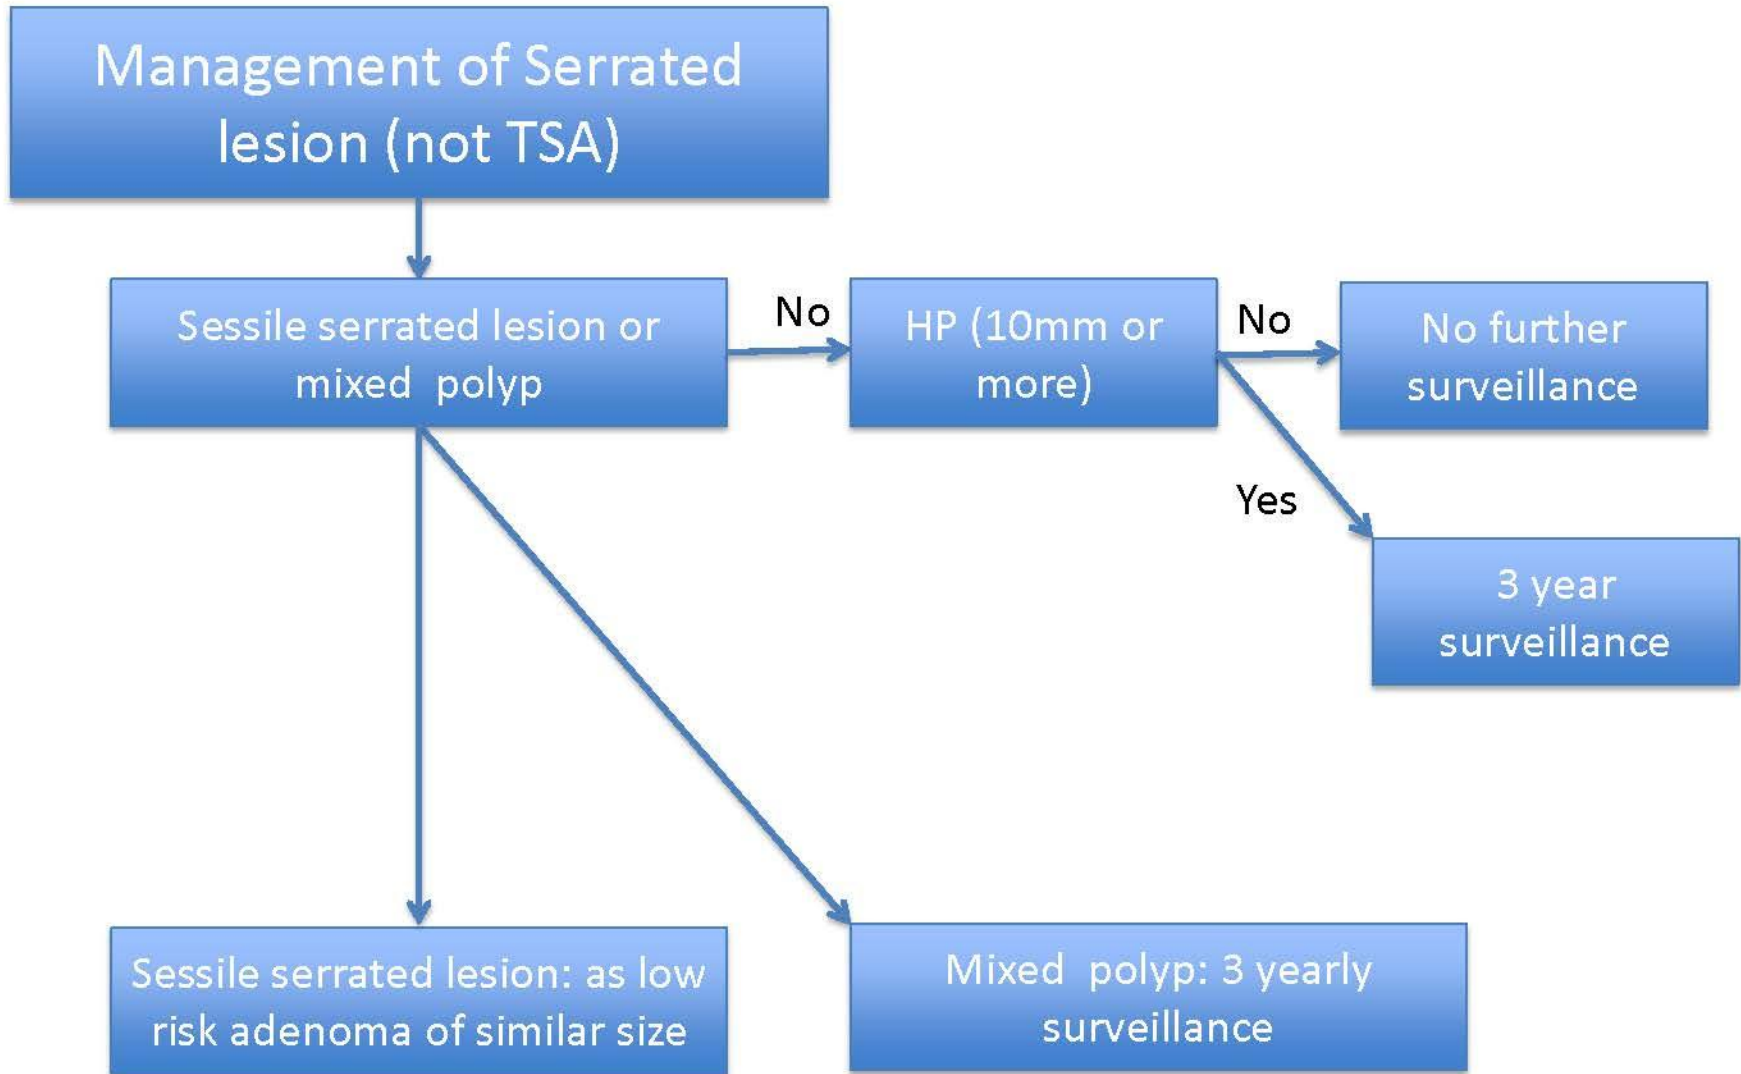 Management of Serrated
lesion (not TSA)
Sessile serrated lesion or
mixed polyp
No
HP (10mm or
more)
No
No further
surveillance
Yes
3 year
surveillance
Sessile serrated lesion: as low
risk adenoma of similar size
Mixed polyp: 3 yearly
surveillance